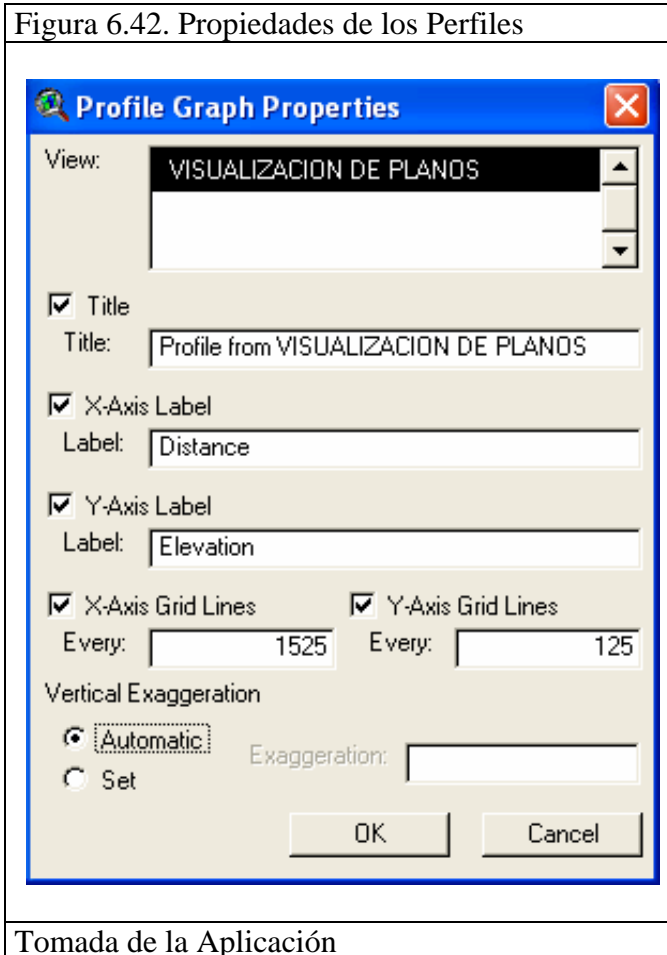 Figura 6.42. Propiedades de los Perfiles
Profile Graph Properties
View:
VISUALIZACION DE PLANOS
Title
Title: Profile from VISUALIZACION DE PLANOS
X-Axis Label
Label: Distance
Y-Axis Label
Label: Elevation
X-Axis Grid Lines Y-Axis Grid Lines
Every: 1525 Every: 125
Vertical Exaggeration
Automatic
Exaggeration:
Set
OK Cancel
Tomada de la Aplicación